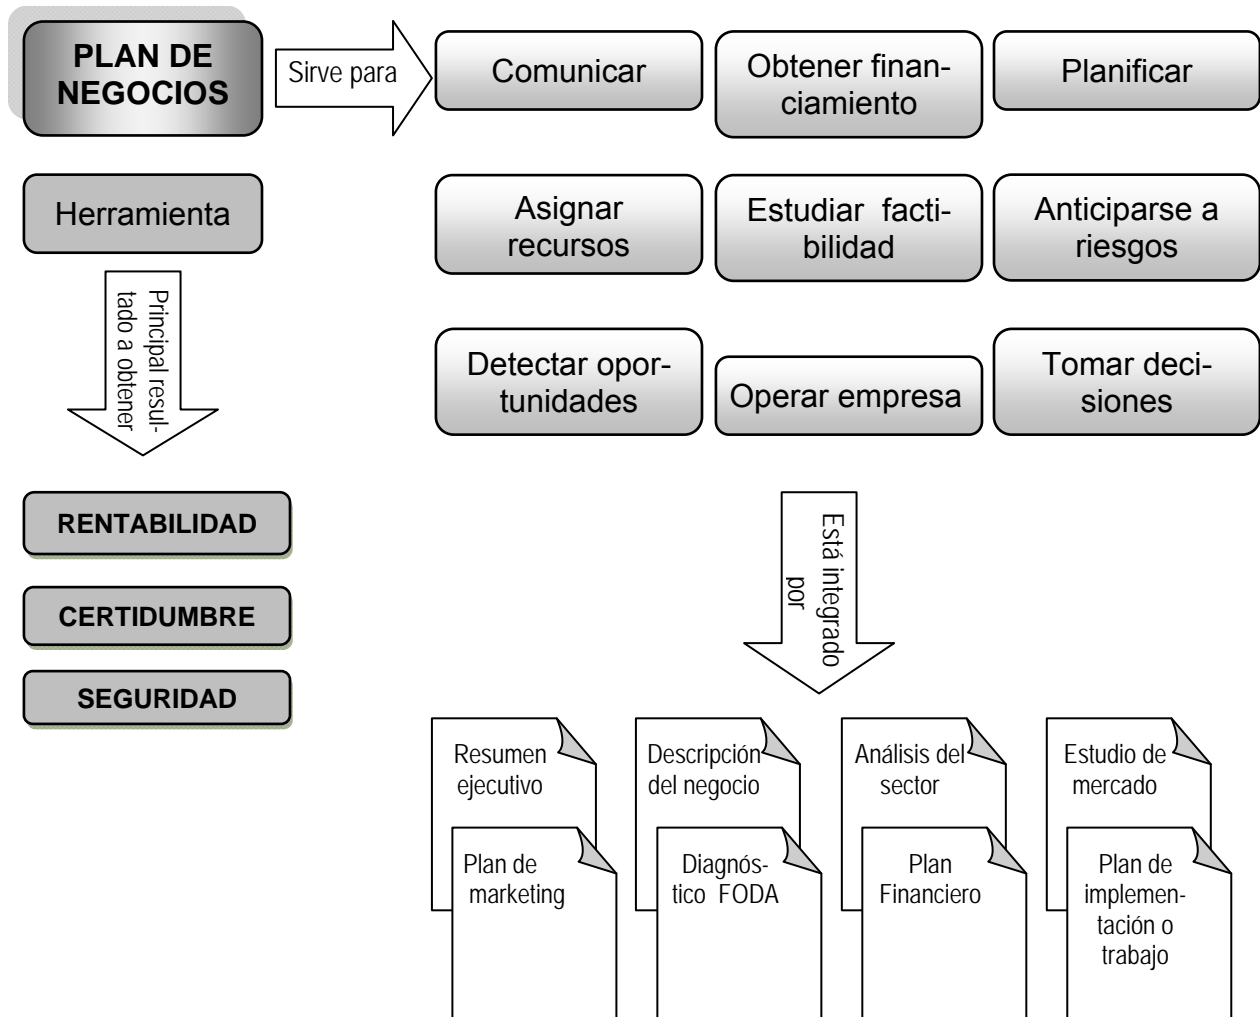 PLAN DE
NEGOCIOS
Sirve para
Comunicar
Obtener finan-
ciamiento
Planificar
Herramienta
Asignar
recursos
Estudiar facti-
bilidad
Anticiparse a
riesgos
Principal resul-
tado a obtener
Detectar opor-
tunidades
Operar empresa
Tomar deci-
siones
RENTABILIDAD
CERTIDUMBRE
SEGURIDAD
Está integrado
por
Resumen
ejecutivo
Descripción
del negocio
Análisis del
sector
Estudio de
mercado
Plan de
marketing
Diagnós-
tico FODA
Plan
Financiero
Plan de
implemen-
tación o
trabajo